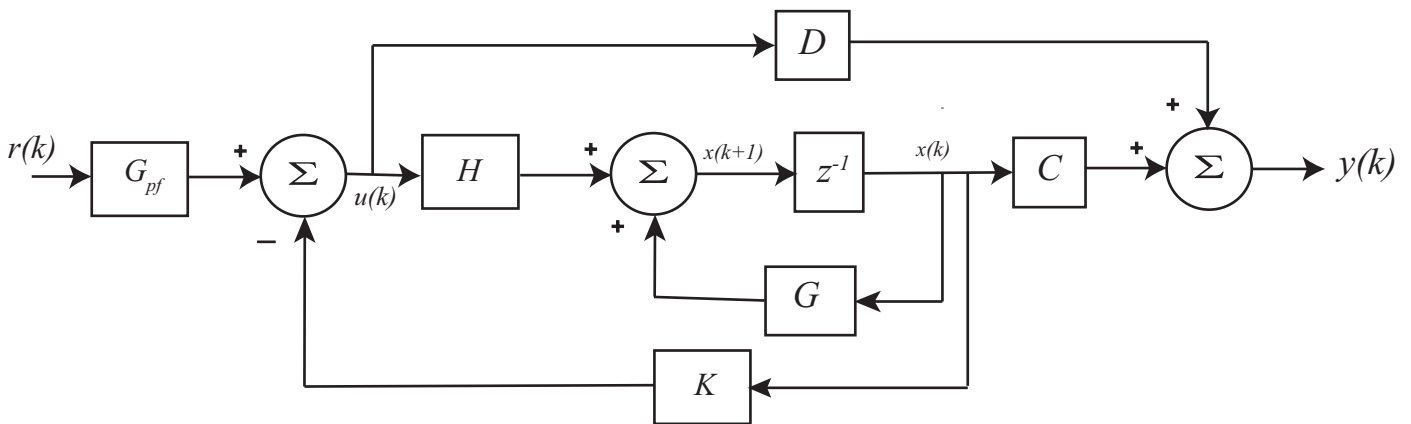 D
+
r(k)
G_pf
+
Σ
u(k)
H
+
Σ
x(k+1)
z⁻¹
x(k)
C
+
Σ
y(k)
−
+
G
K